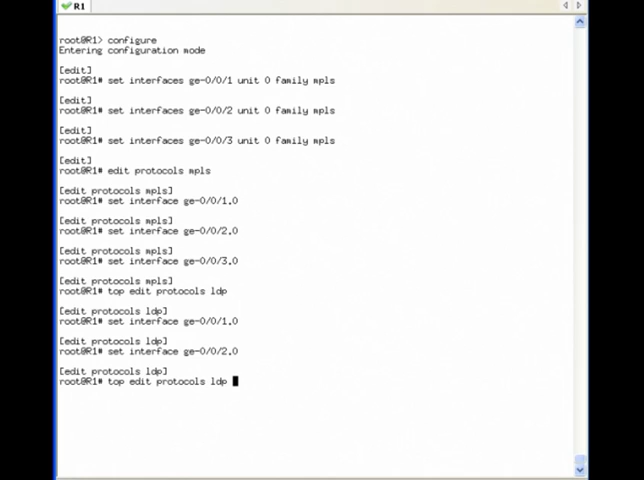 R1
root@R1> configure
Entering configuration mode
[edit]
root@R1# set interfaces ge-0/0/1 unit 0 family mpls
[edit]
root@R1# set interfaces ge-0/0/2 unit 0 family mpls
[edit]
root@R1# set interfaces ge-0/0/3 unit 0 family mpls
[edit]
root@R1# edit protocols mpls
[edit protocols mpls]
root@R1# set interface ge-0/0/1.0
[edit protocols mpls]
root@R1# set interface ge-0/0/2.0
[edit protocols mpls]
root@R1# set interface ge-0/0/3.0
[edit protocols mpls]
root@R1# top edit protocols ldp
[edit protocols ldp]
root@R1# set interface ge-0/0/1.0
[edit protocols ldp]
root@R1# set interface ge-0/0/2.0
[edit protocols ldp]
root@R1# top edit protocols ldp